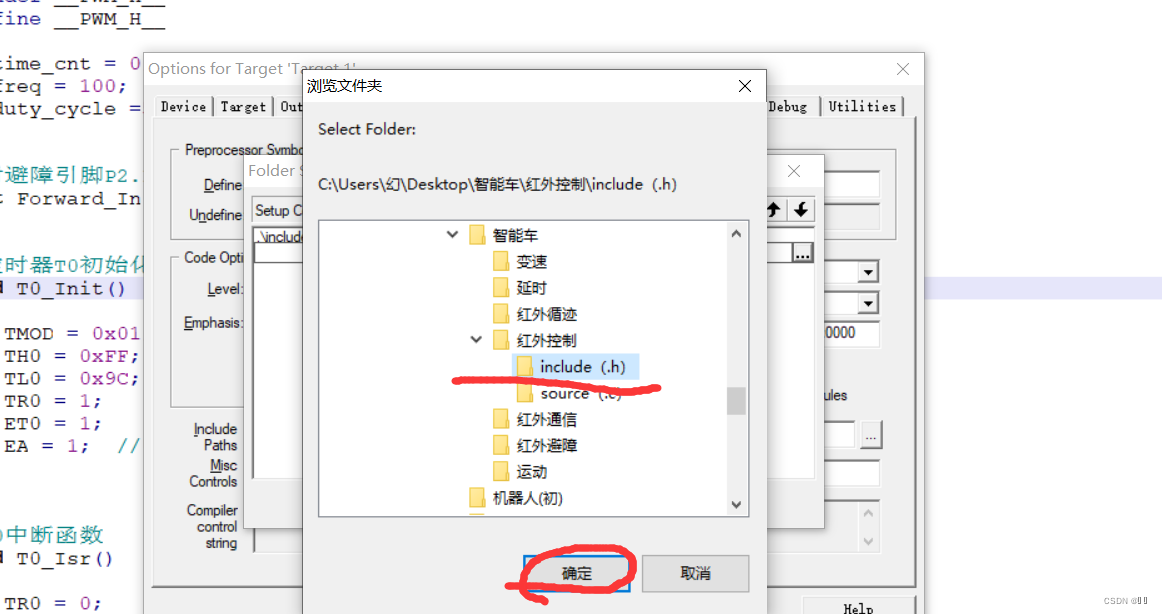 fine __PWM_H__
time_cnt = 0
freq = 100;
duty_cycle =
避障引脚P2.
t Forward_In
定时器T0初始化
d T0_Init()
TMOD = 0x01
TH0 = 0xFF;
TL0 = 0x9C;
TR0 = 1;
ET0 = 1;
EA = 1; //
中断函数
d T0_Isr()
TR0 = 0;
Options for Target 'Target 1'
Device
Target
Out
Debug
Utilities
Preprocessor Symbo
Define
Undefine
Code Opti
Level:
Emphasis:
0000
ules
Include
Paths
...
Misc
Controls
Compiler
control
string
Help
Folder S
Setup C
.\include
...
浏览文件夹
Select Folder:
C:\Users\幻\Desktop\智能车\红外控制\include（.h）
智能车
变速
延时
红外循迹
红外控制
include（.h）
source（.c）
红外通信
红外避障
运动
机器人(初)
确定
取消